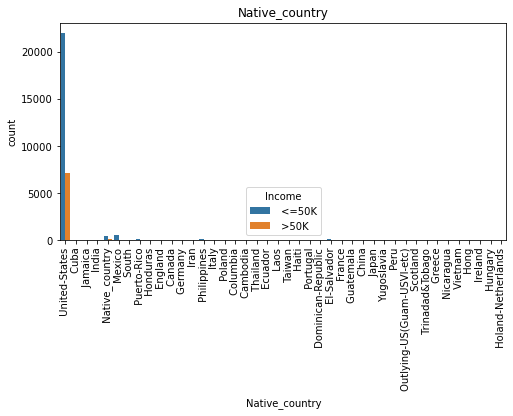 Native_country
20000
15000
10000
5000
0
count
Income
<=50K
>50K
United-States
Cuba
Jamaica
India
Native_country
Mexico
South
Puerto-Rico
Honduras
England
Canada
Germany
Iran
Philippines
Italy
Poland
Columbia
Cambodia
Thailand
Ecuador
Laos
Taiwan
Haiti
Portugal
Dominican-Republic
El-Salvador
France
Guatemala
China
Japan
Yugoslavia
Peru
Outlying-US(Guam-USVI-etc)
Scotland
Trinadad&Tobago
Greece
Nicaragua
Vietnam
Hong
Ireland
Hungary
Holand-Netherlands
Native_country